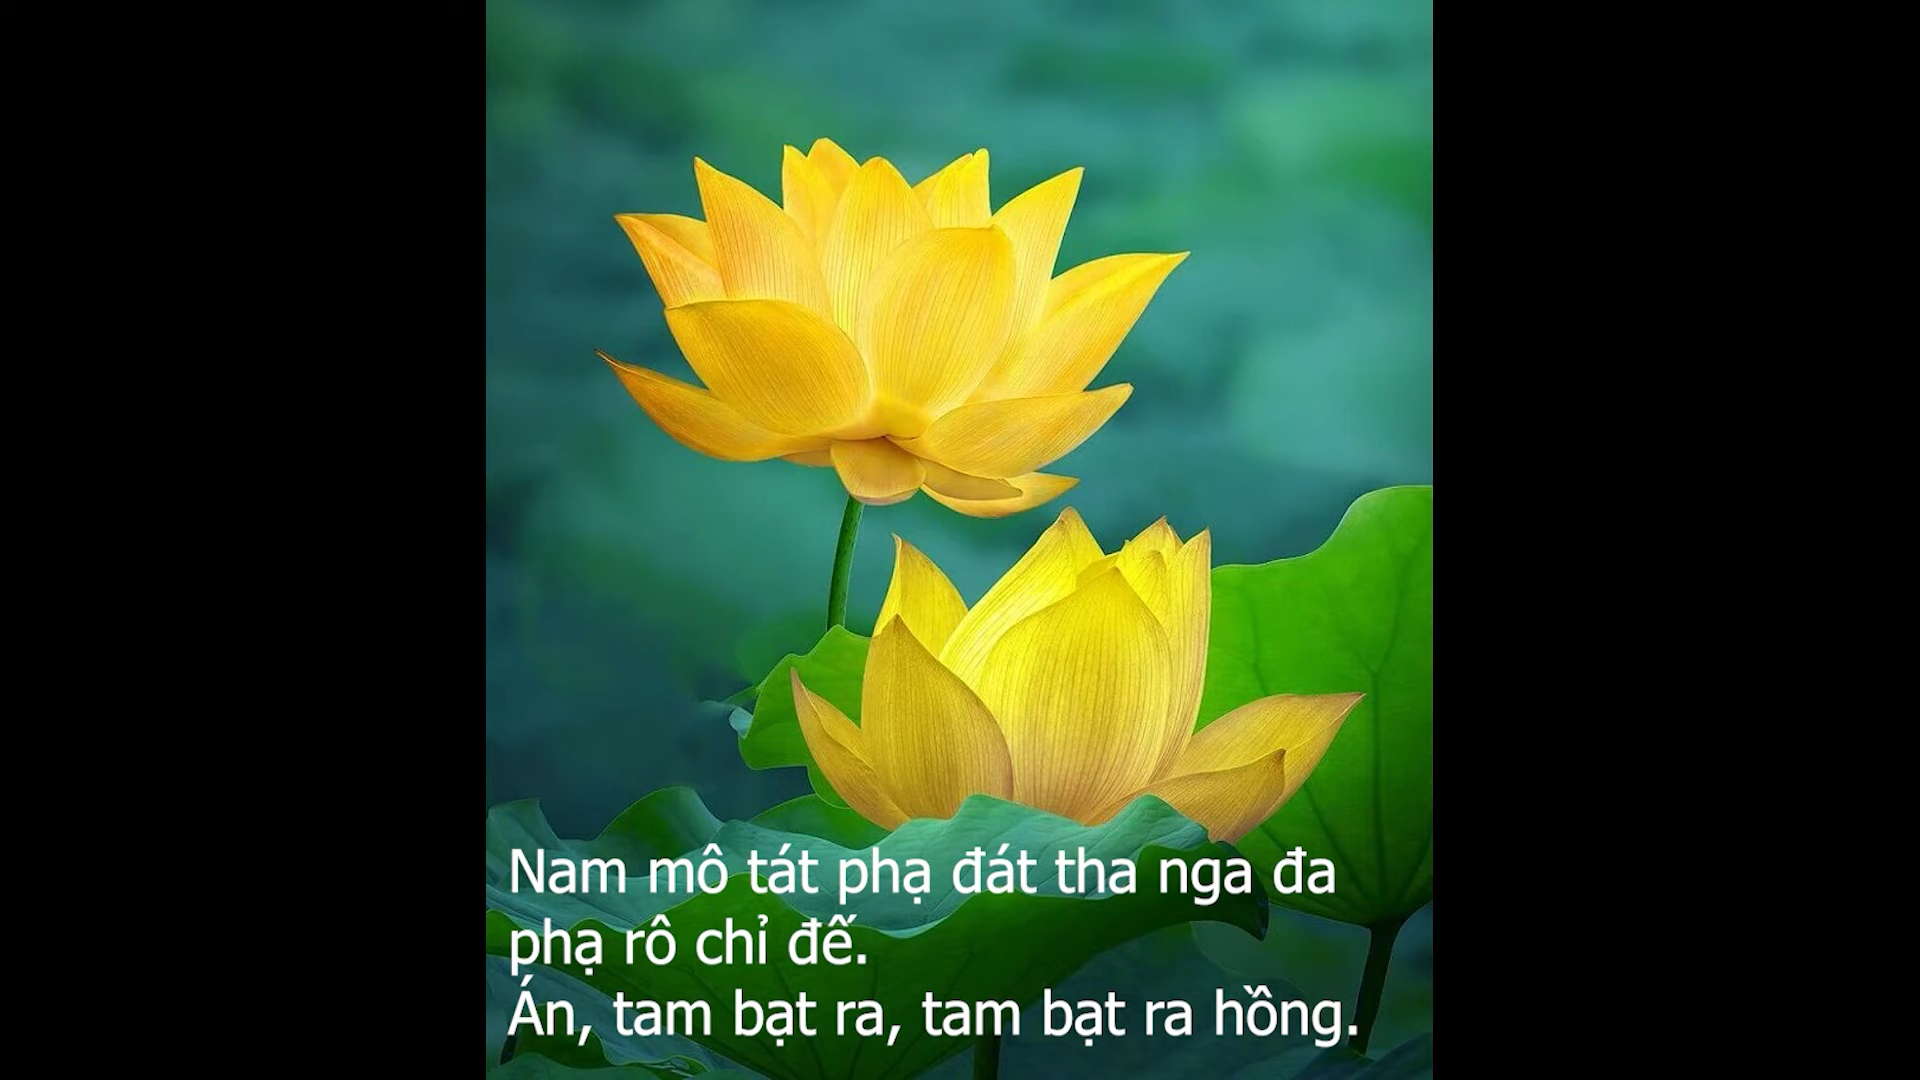 Nam mô tát phạ đát tha nga đa
phạ rô chỉ đế.
Án, tam bạt ra, tam bạt ra hồng.